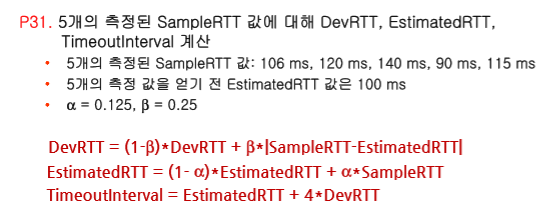 P31. 5개의 측정된 SampleRTT 값에 대해 DevRTT, EstimatedRTT,
TimeoutInterval 계산
• 5개의 측정된 SampleRTT 값: 106 ms, 120 ms, 140 ms, 90 ms, 115 ms
• 5개의 측정 값을 얻기 전 EstimatedRTT 값은 100 ms
• α = 0.125, β = 0.25
DevRTT = (1-β)*DevRTT + β*|SampleRTT-EstimatedRTT|
EstimatedRTT = (1- α)*EstimatedRTT + α*SampleRTT
TimeoutInterval = EstimatedRTT + 4*DevRTT